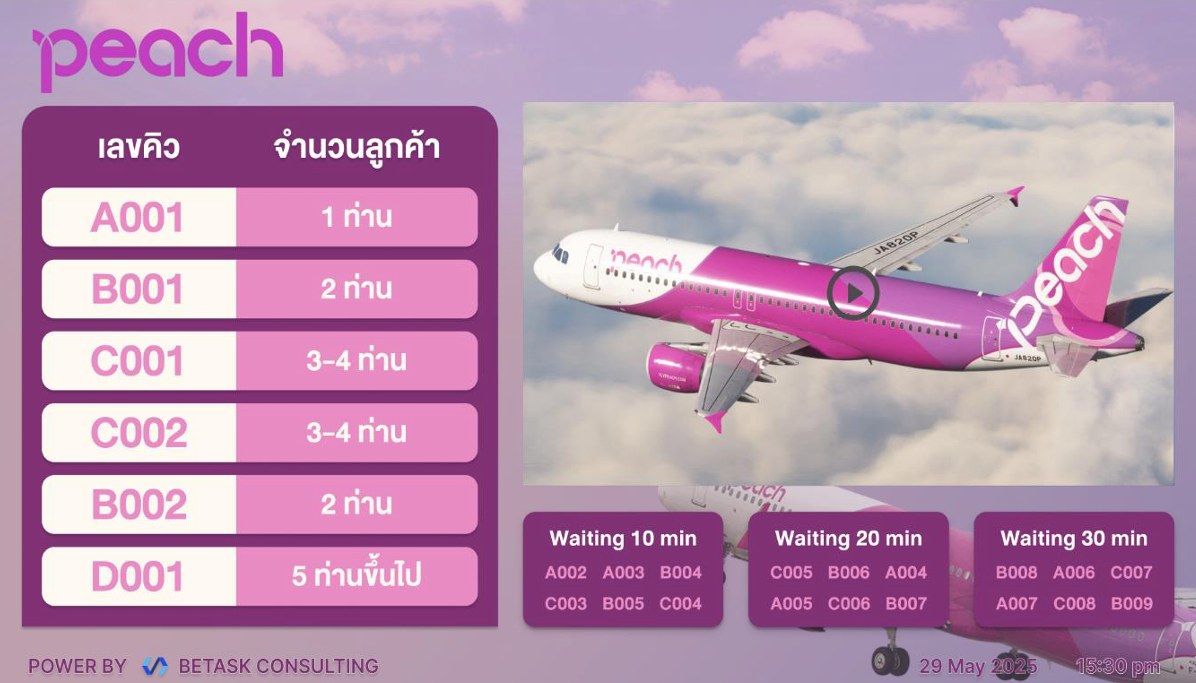 peach
เลขคิว จำนวนลูกค้า
A001 1 ท่าน
B001 2 ท่าน
C001 3-4 ท่าน
C002 3-4 ท่าน
B002 2 ท่าน
D001 5 ท่านขึ้นไป
peach
JA820P
peach
JA820P
peach
Waiting 10 min
A002 A003 B004
C003 B005 C004
Waiting 20 min
C005 B006 A004
A005 C006 B007
Waiting 30 min
B008 A006 C007
A007 C008 B009
POWER BY BETASK CONSULTING
29 May 2025 15:30 pm